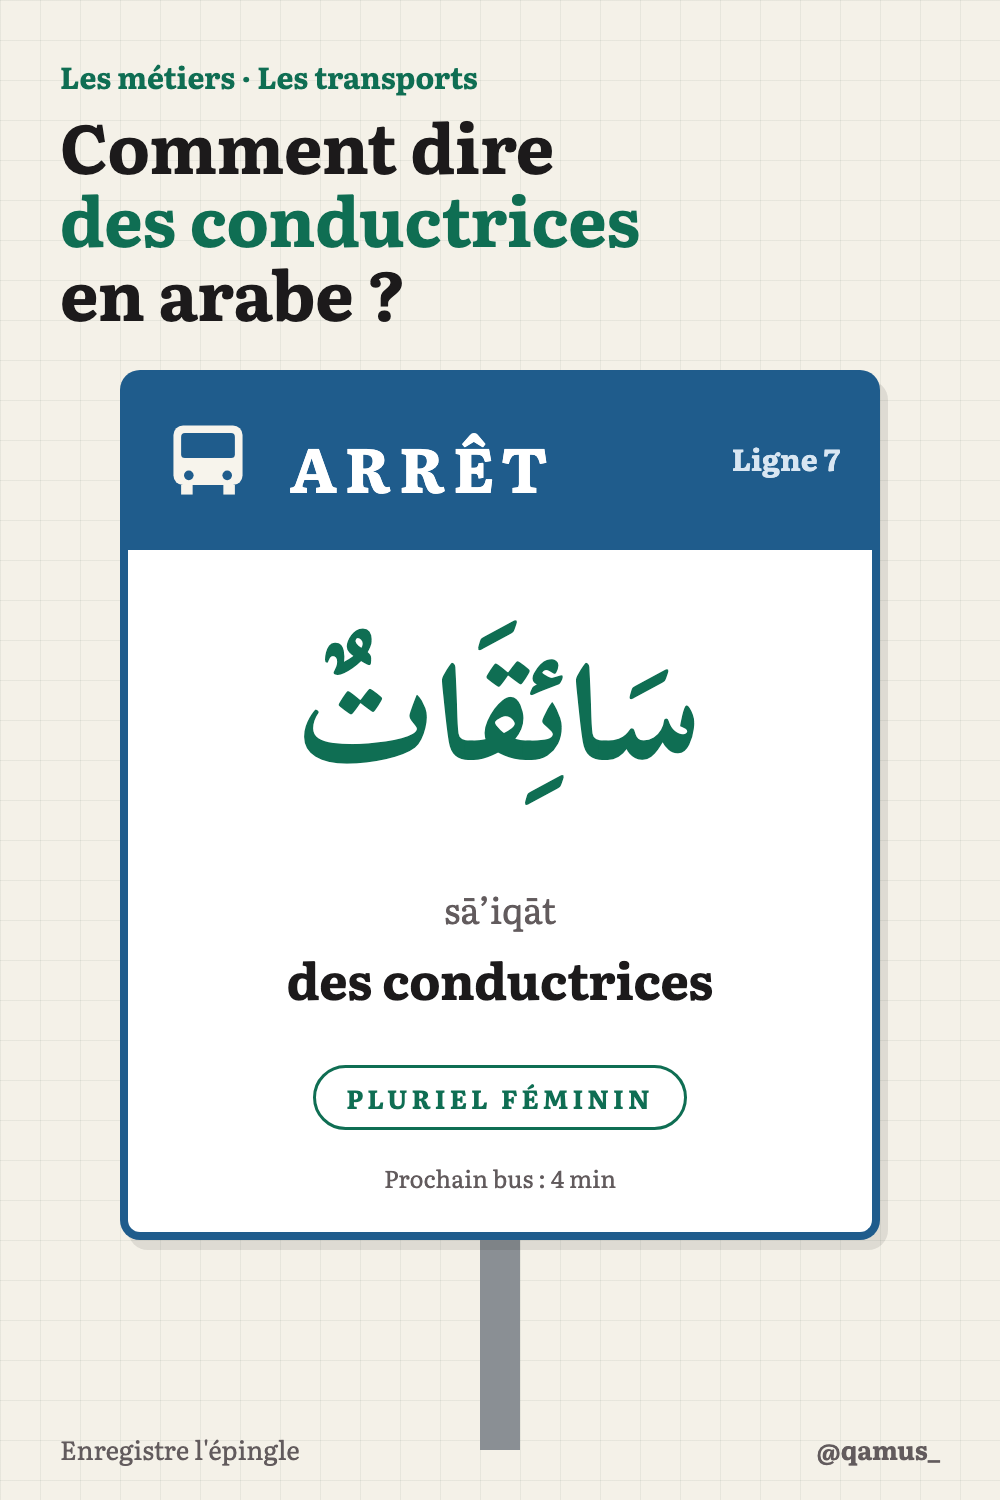 Les métiers · Les transports
Comment dire
des conductrices
en arabe ?
ARRÊT
Ligne 7
سَائِقَاتٌ
sā’iqāt
des conductrices
PLURIEL FÉMININ
Prochain bus : 4 min
Enregistre l'épingle
@qamus_